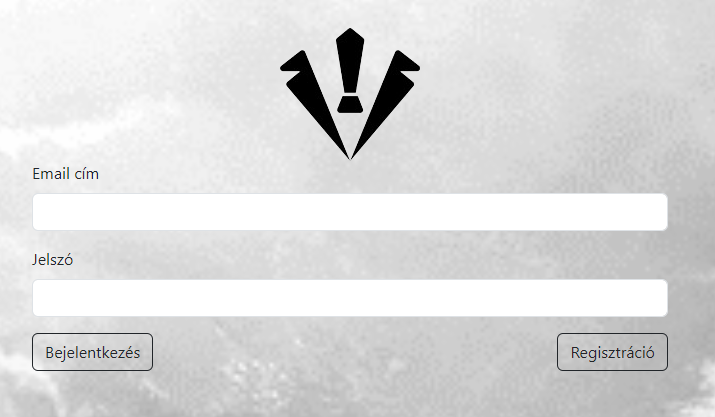 Email cím
Jelszó
Bejelentkezés
Regisztráció